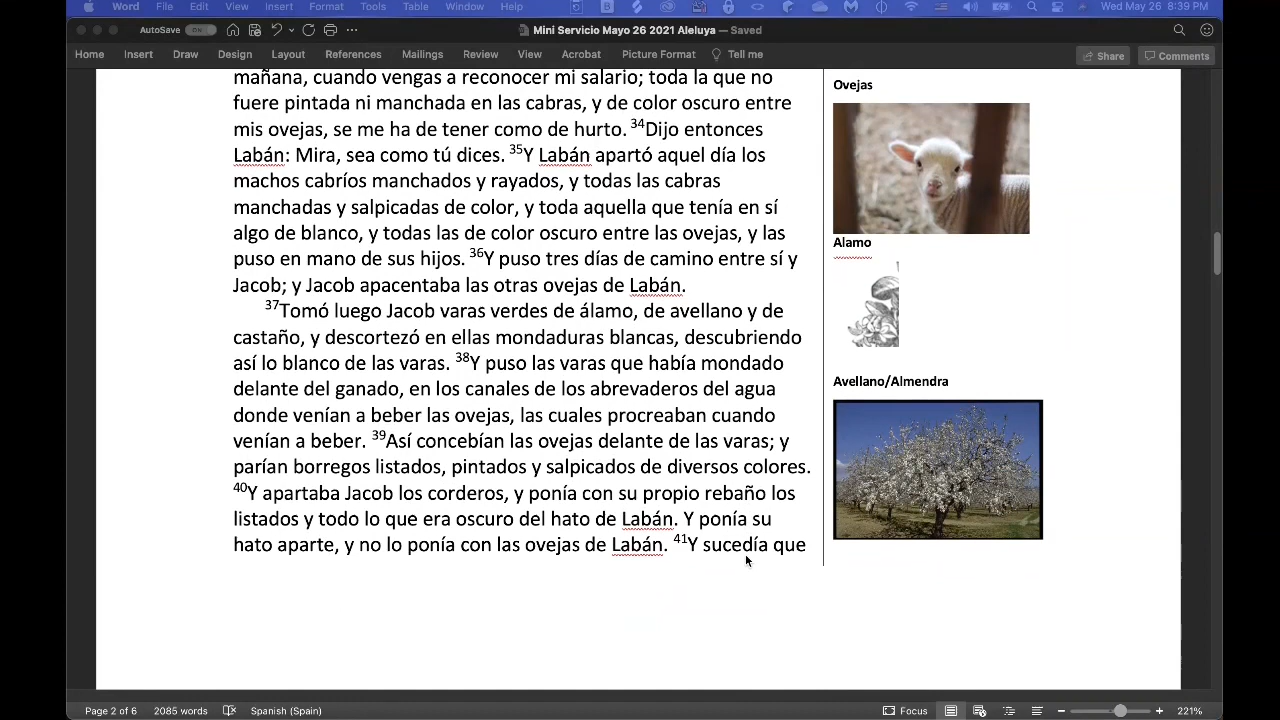 Word File Edit View Insert Format Tools Table Window Help Wed May 26 8:39 PM
AutoSave ON Mini Servicio Mayo 26 2021 Aleluya — Saved
Home Insert Draw Design Layout References Mailings Review View Acrobat Picture Format Tell me Share Comments
mañana, cuando vengas a reconocer mi salario; toda la que no
fuere pintada ni manchada en las cabras, y de color oscuro entre
mis ovejas, se me ha de tener como de hurto. 34Dijo entonces
Labán: Mira, sea como tú dices. 35Y Labán apartó aquel día los
machos cabríos manchados y rayados, y todas las cabras
manchadas y salpicadas de color, y toda aquella que tenía en sí
algo de blanco, y todas las de color oscuro entre las ovejas, y las
puso en mano de sus hijos. 36Y puso tres días de camino entre sí y
Jacob; y Jacob apacentaba las otras ovejas de Labán.
37Tomó luego Jacob varas verdes de álamo, de avellano y de
castaño, y descortezó en ellas mondaduras blancas, descubriendo
así lo blanco de las varas. 38Y puso las varas que había mondado
delante del ganado, en los canales de los abrevaderos del agua
donde venían a beber las ovejas, las cuales procreaban cuando
venían a beber. 39Así concebían las ovejas delante de las varas; y
parían borregos listados, pintados y salpicados de diversos colores.
40Y apartaba Jacob los corderos, y ponía con su propio rebaño los
listados y todo lo que era oscuro del hato de Labán. Y ponía su
hato aparte, y no lo ponía con las ovejas de Labán. 41Y sucedía que
Ovejas
Alamo
Avellano/Almendra
Page 2 of 6 2085 words Spanish (Spain) Focus 221%